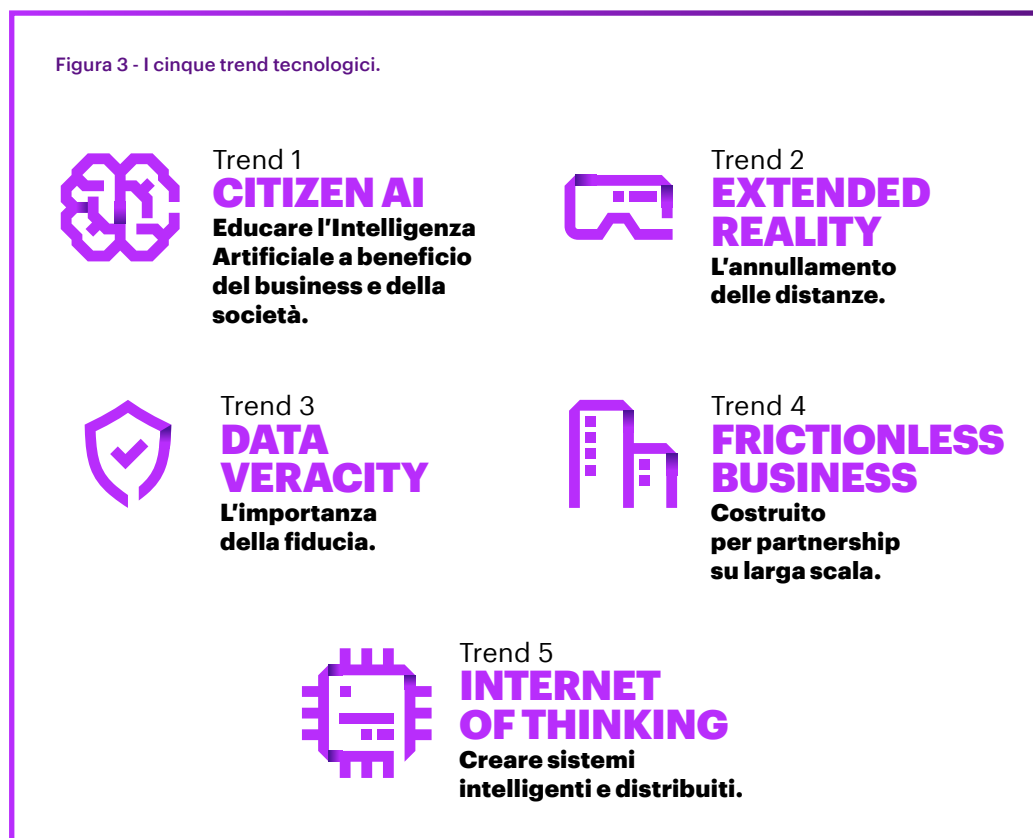 Figura 3 - I cinque trend tecnologici.
Trend 1
CITIZEN AI
Educare l'Intelligenza
Artificiale a beneficio
del business e della
società.
Trend 2
EXTENDED
REALITY
L'annullamento
delle distanze.
Trend 3
DATA
VERACITY
L'importanza
della fiducia.
Trend 4
FRICTIONLESS
BUSINESS
Costruito
per partnership
su larga scala.
Trend 5
INTERNET
OF THINKING
Creare sistemi
intelligenti e distribuiti.